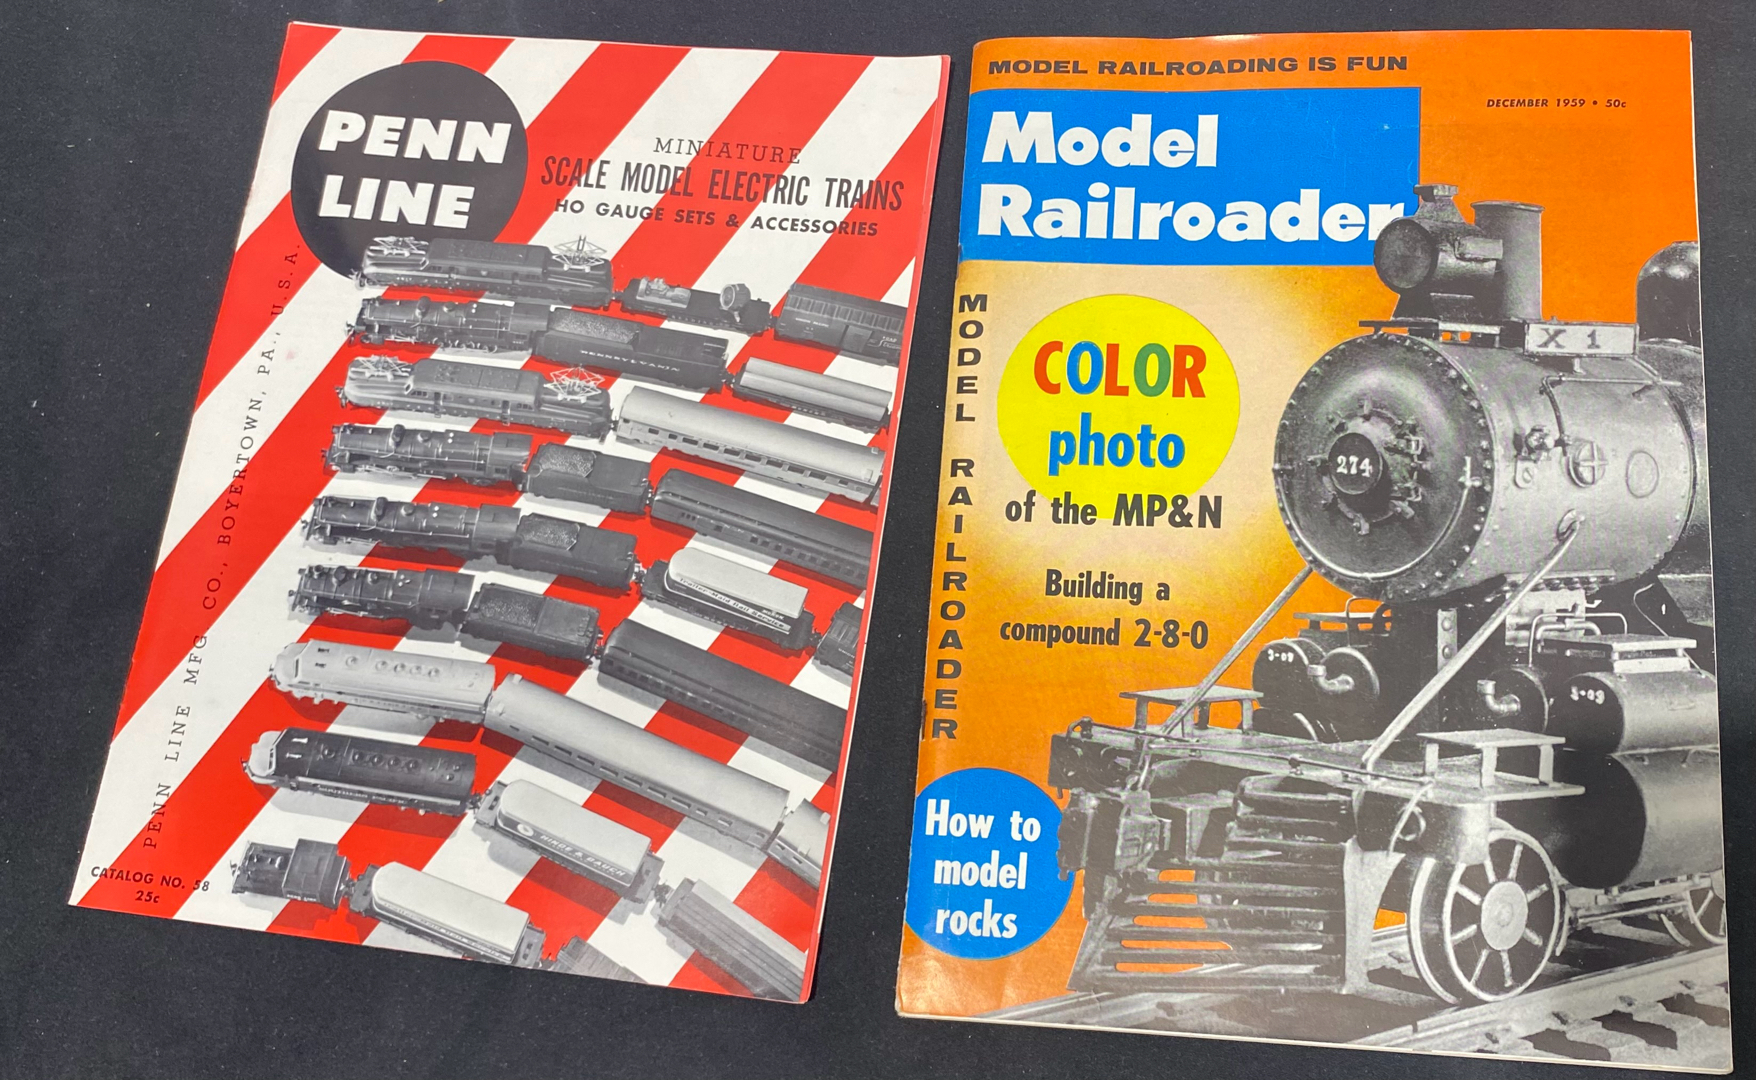 PENN
LINE
MINIATURE
SCALE MODEL ELECTRIC TRAINS
HO GAUGE SETS & ACCESSORIES
PENN LINE MFG CO., BOYERTOWN, PA., U.S.A.
CATALOG NO. 58
25c
MODEL RAILROADING IS FUN
DECEMBER 1959 • 50c
Model
Railroader
MODEL RAILROADER
COLOR
photo
of the MP&N
Building a
compound 2-8-0
How to
model
rocks
X 1
274